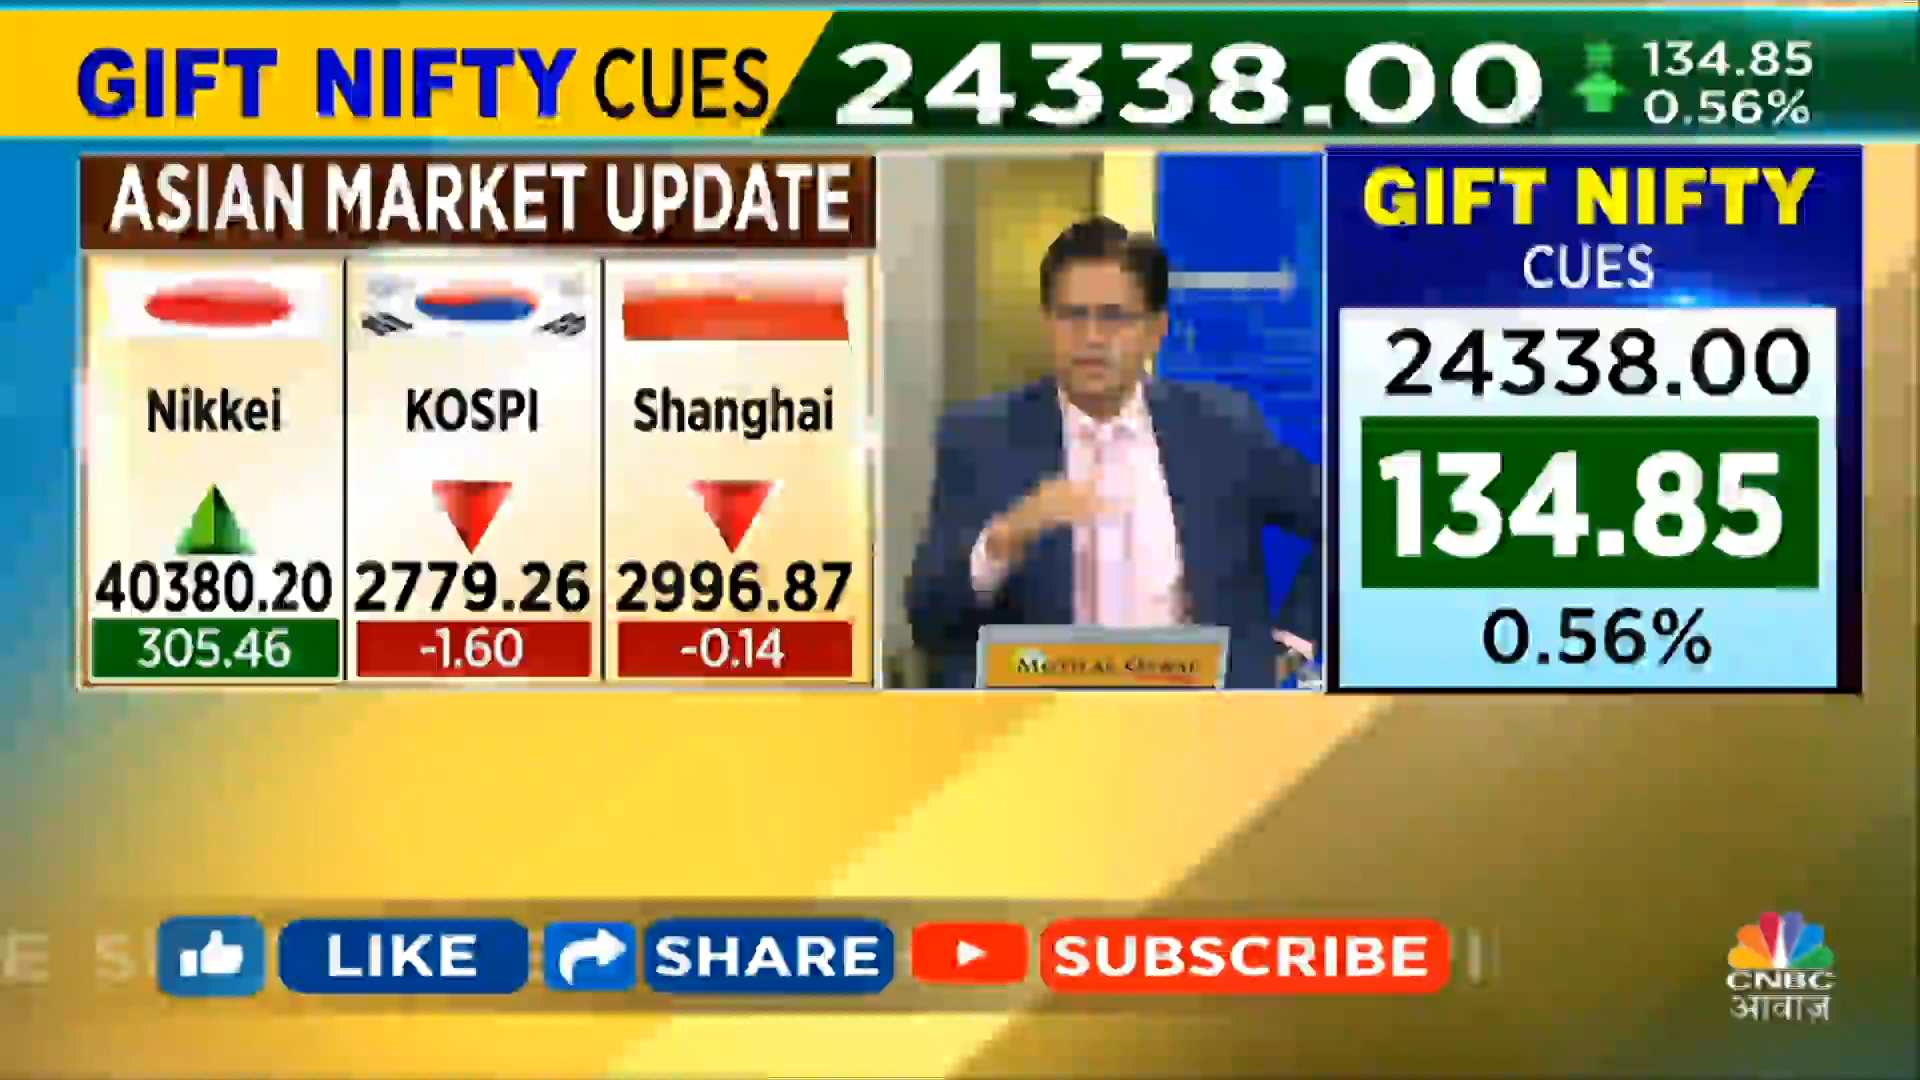 GIFT NIFTY CUES 24338.00 134.85
0.56%
ASIAN MARKET UPDATE
Nikkei KOSPI Shanghai
40380.20 2779.26 2996.87
305.46 -1.60 -0.14
MOTILAL OSWAL
GIFT NIFTY
CUES
24338.00
134.85
0.56%
LIKE SHARE SUBSCRIBE
CNBC
आवाज़